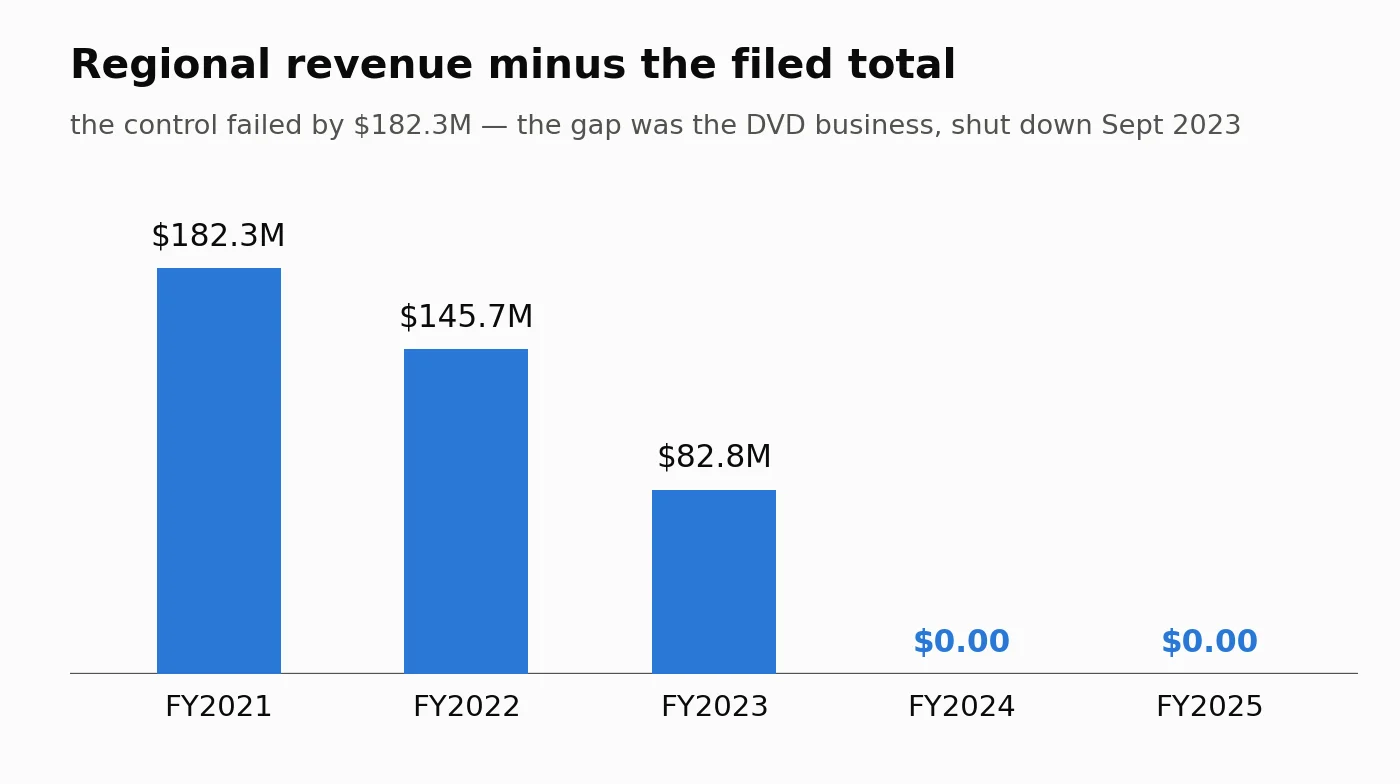 Regional revenue minus the filed total
the control failed by $182.3M — the gap was the DVD business, shut down Sept 2023
$182.3M
$145.7M
$82.8M
$0.00
$0.00
FY2021
FY2022
FY2023
FY2024
FY2025